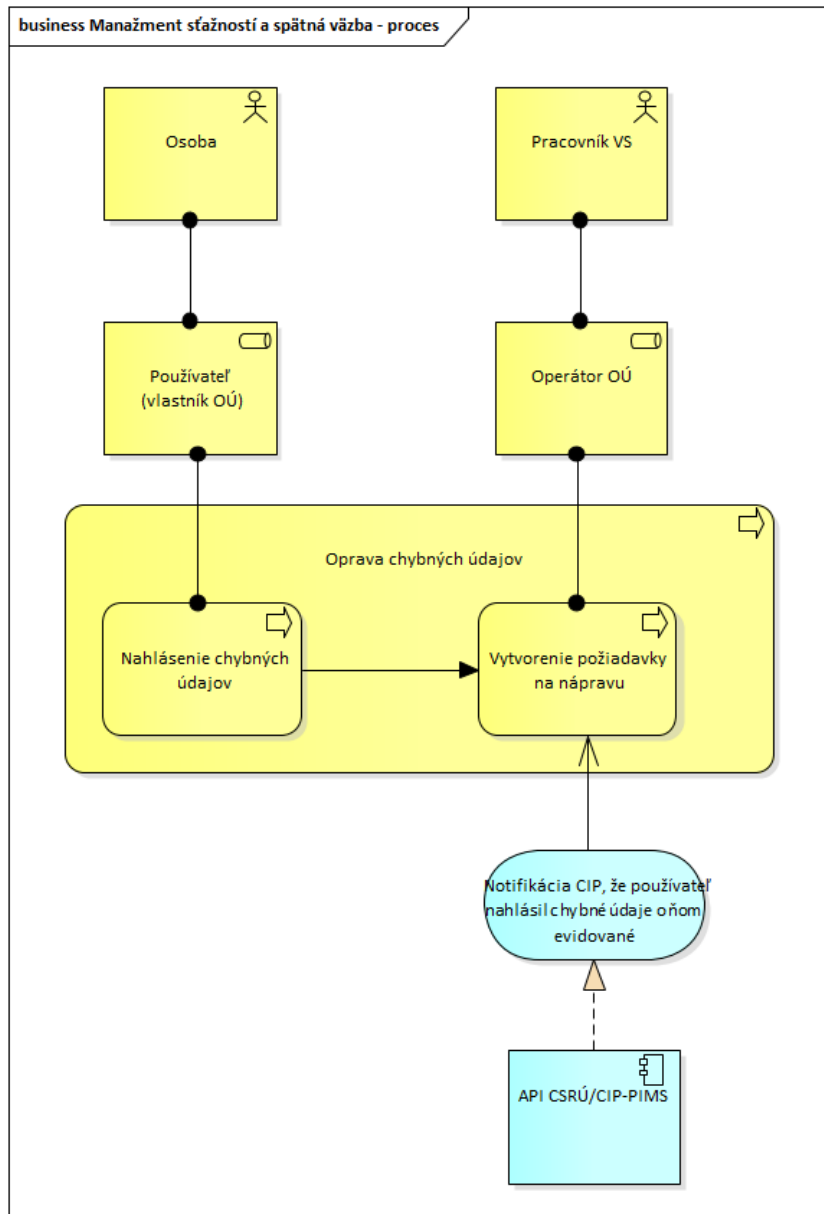 business Manažment sťažností a spätná väzba - proces
Osoba
Pracovník VS
Používateľ
(vlastník OÚ)
Operátor OÚ
Oprava chybných údajov
Nahlásenie chybných
údajov
Vytvorenie požiadavky
na nápravu
Notifikácia CIP, že používateľ
nahlásil chybné údaje o ňom
evidované
API CSRÚ/CIP-PIMS